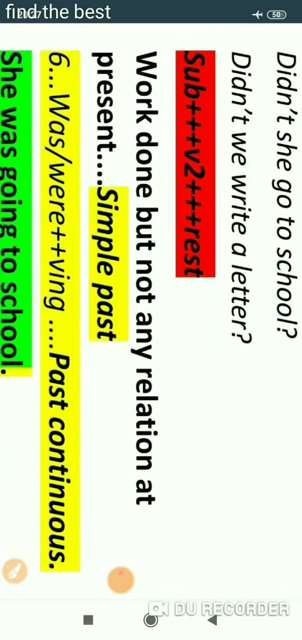 find the best
Didn't she go to school?
Didn't we write a letter?
Sub+++v2+++rest
Work done but not any relation at
present....Simple past
6... Was/were++ving ....Past continuous.
She was going to school.
50
DU RECORDER